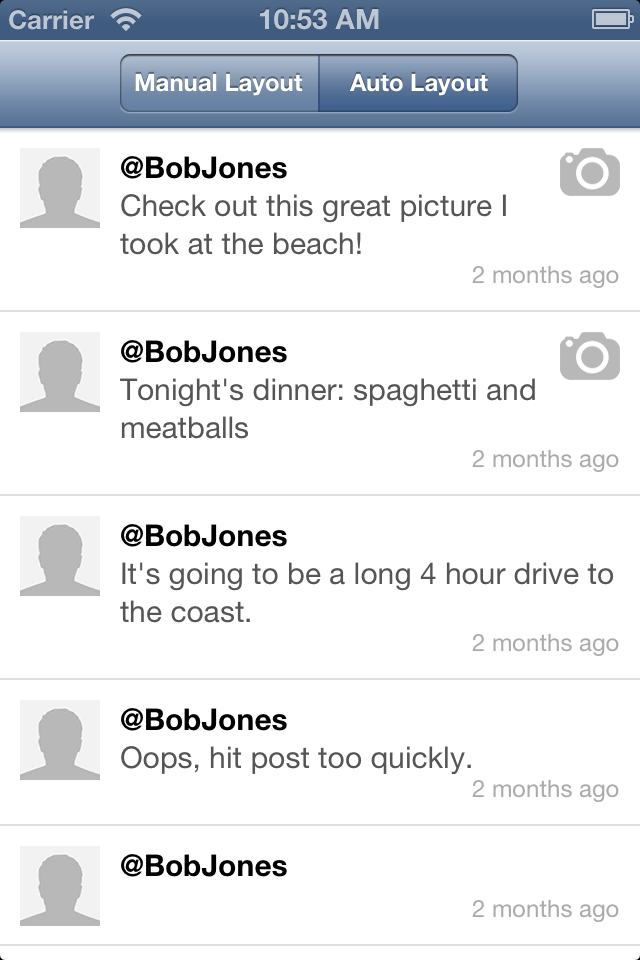 Carrier 10:53 AM
Manual Layout Auto Layout
@BobJones
Check out this great picture I
took at the beach!
2 months ago
@BobJones
Tonight's dinner: spaghetti and
meatballs
2 months ago
@BobJones
It's going to be a long 4 hour drive to
the coast.
2 months ago
@BobJones
Oops, hit post too quickly.
2 months ago
@BobJones
2 months ago